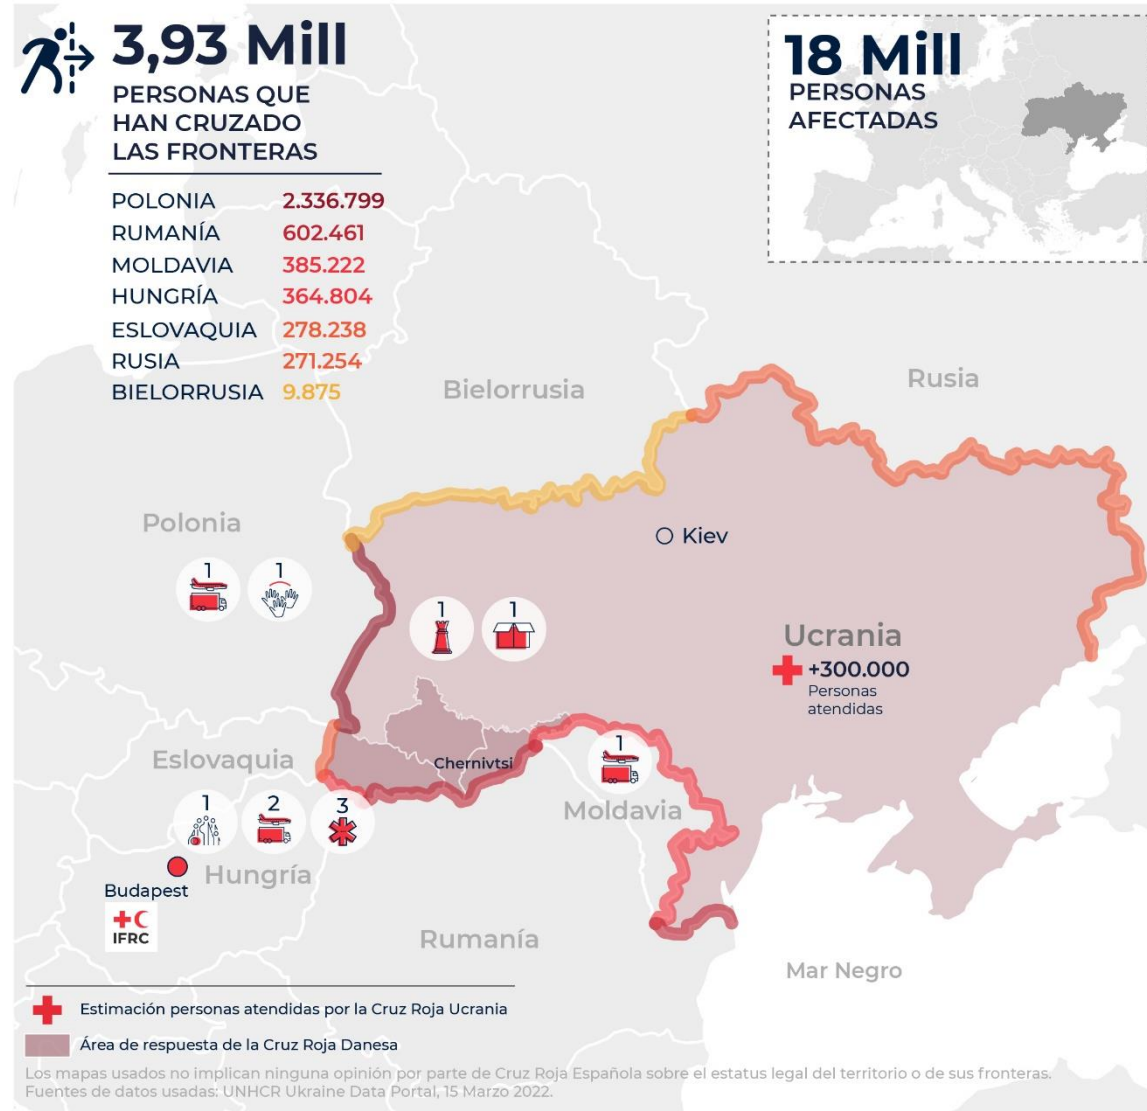 3,93 Mill
PERSONAS QUE
HAN CRUZADO
LAS FRONTERAS
POLONIA 2.336.799
RUMANÍA 602.461
MOLDAVIA 385.222
HUNGRÍA 364.804
ESLOVAQUIA 278.238
RUSIA 271.254
BIELORRUSIA 9.875
18 Mill
PERSONAS
AFECTADAS
Bielorrusia
Rusia
Polonia
Kiev
1 1
1 1
Ucrania
+300.000
Personas
atendidas
Eslovaquia
Chernivtsi
1
Moldavia
1 2 3
Hungría
Budapest
IFRC
Rumanía
Mar Negro
Estimación personas atendidas por la Cruz Roja Ucrania
Área de respuesta de la Cruz Roja Danesa
Los mapas usados no implican ninguna opinión por parte de Cruz Roja Española sobre el estatus legal del territorio o de sus fronteras.
Fuentes de datos usadas: UNHCR Ukraine Data Portal, 15 Marzo 2022.